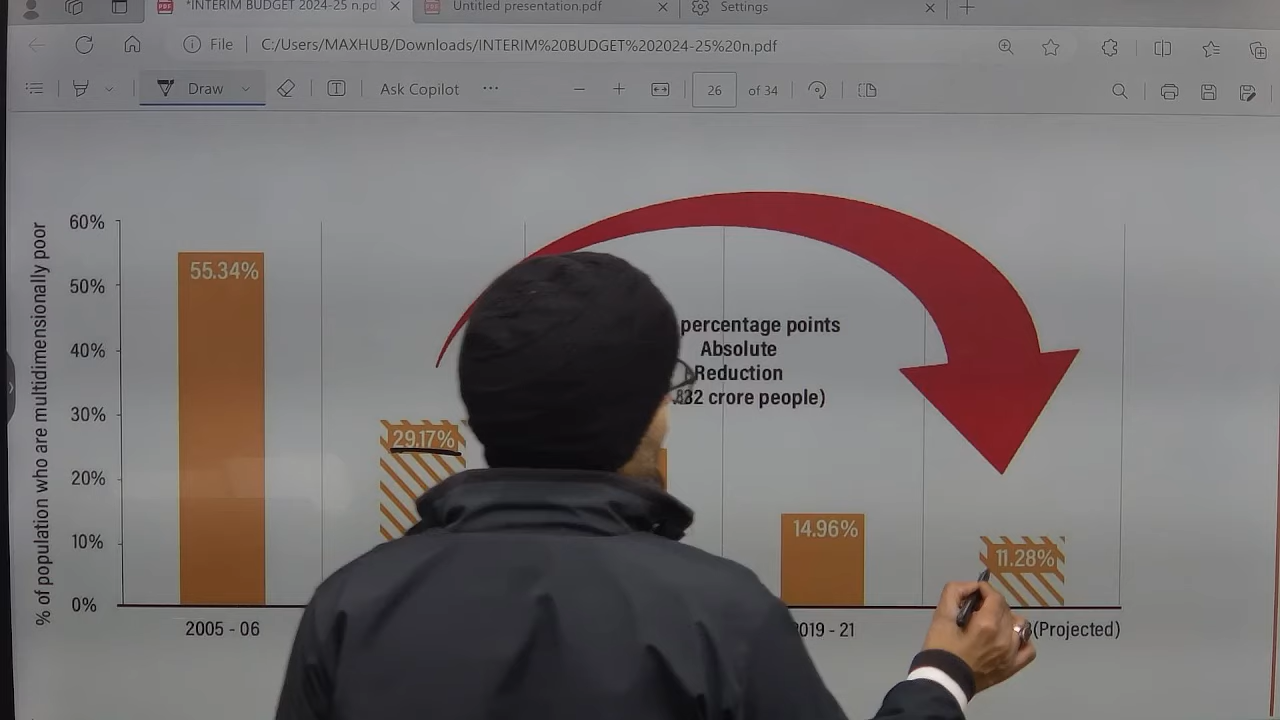 *INTERIM BUDGET 2024-25 n.pd
Untitled presentation.pdf
Settings
File
C:/Users/MAXHUB/Downloads/INTERIM%20BUDGET%202024-25%20n.pdf
Draw
Ask Copilot
26 of 34
% of population who are multidimensionally poor
60%
50%
40%
30%
20%
10%
0%
55.34%
29.17%
14.96%
11.28%
percentage points
Absolute
Reduction
crore people)
2005 - 06
2019 - 21
(Projected)